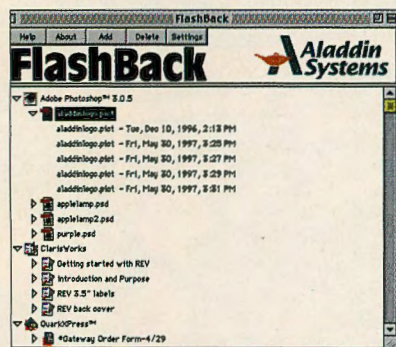 FlashBack
Help About Add Delete Settings
FlashBack
Aladdin
Systems
Adobe Photoshop™ 3.0.5
aladdinlogo.pict
aladdinlogo.pict - Tue, Dec 10, 1996, 2:13 PM
aladdinlogo.pict - Fri, May 30, 1997, 3:25 PM
aladdinlogo.pict - Fri, May 30, 1997, 3:27 PM
aladdinlogo.pict - Fri, May 30, 1997, 3:29 PM
aladdinlogo.pict - Fri, May 30, 1997, 3:31 PM
applelamp.psd
applelamp2.psd
purple.psd
ClarisWorks
Getting started with REV
Introduction and Purpose
REV 3.5" labels
REV back cover
QuarkXPress™
*Gateway Order Form-4/29